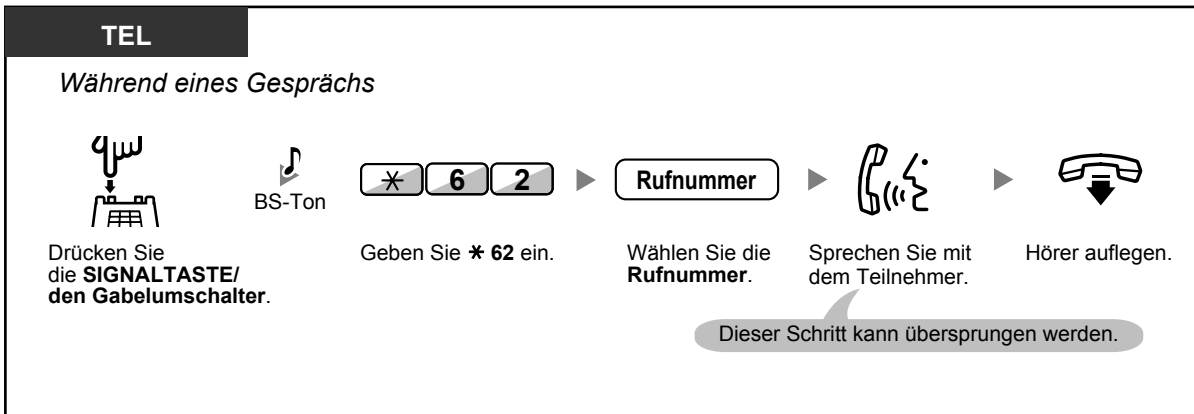 TEL
Während eines Gesprächs
BS-Ton
✱ 6 2
Rufnummer
Drücken Sie
die SIGNALTASTE/
den Gabelumschalter.
Geben Sie ✱ 62 ein.
Wählen Sie die
Rufnummer.
Sprechen Sie mit
dem Teilnehmer.
Hörer auflegen.
Dieser Schritt kann übersprungen werden.